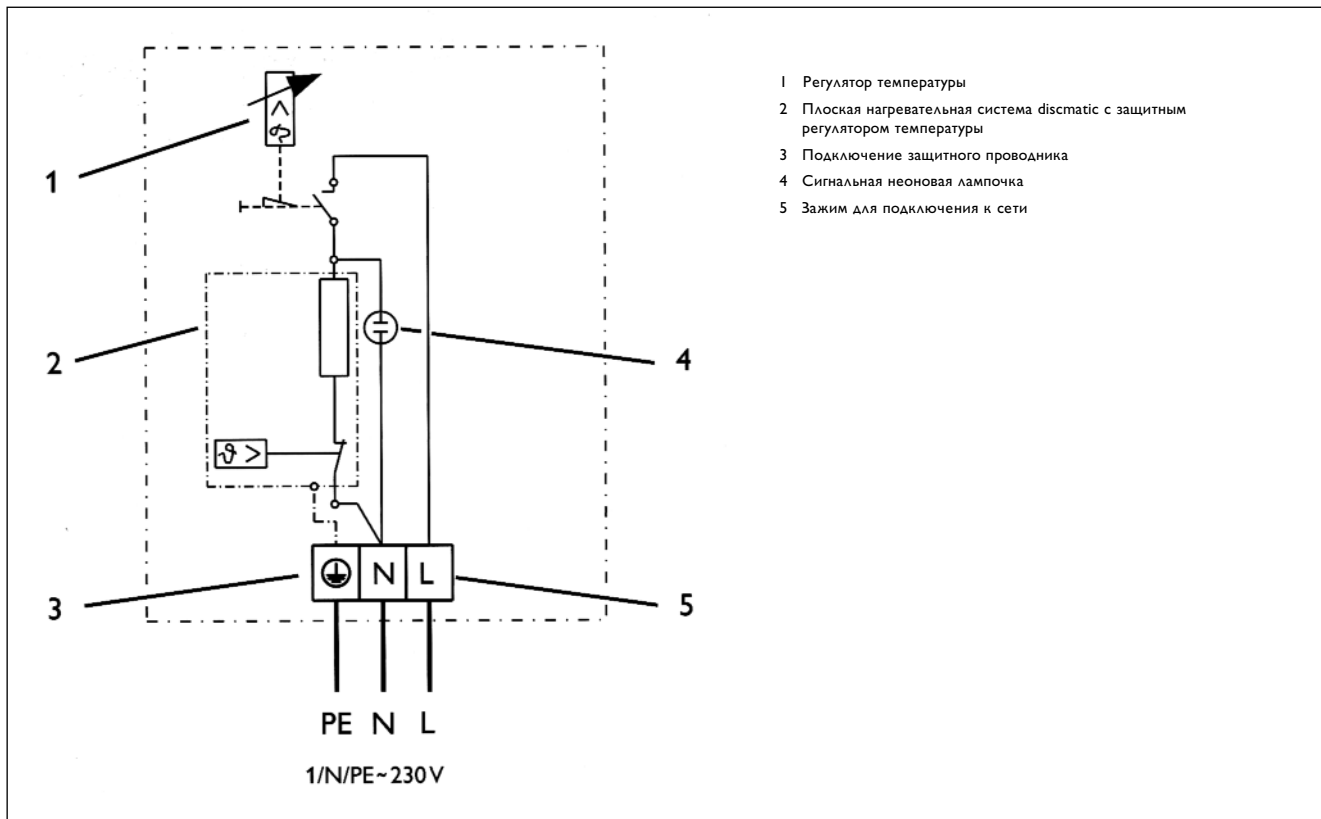 1 Регулятор температуры
2 Плоская нагревательная система discmatic с защитным
регулятором температуры
3 Подключение защитного проводника
4 Сигнальная неоновая лампочка
5 Зажим для подключения к сети
1
2
ϑ >
4
3
N L
5
PE N L
1/N/PE~230V